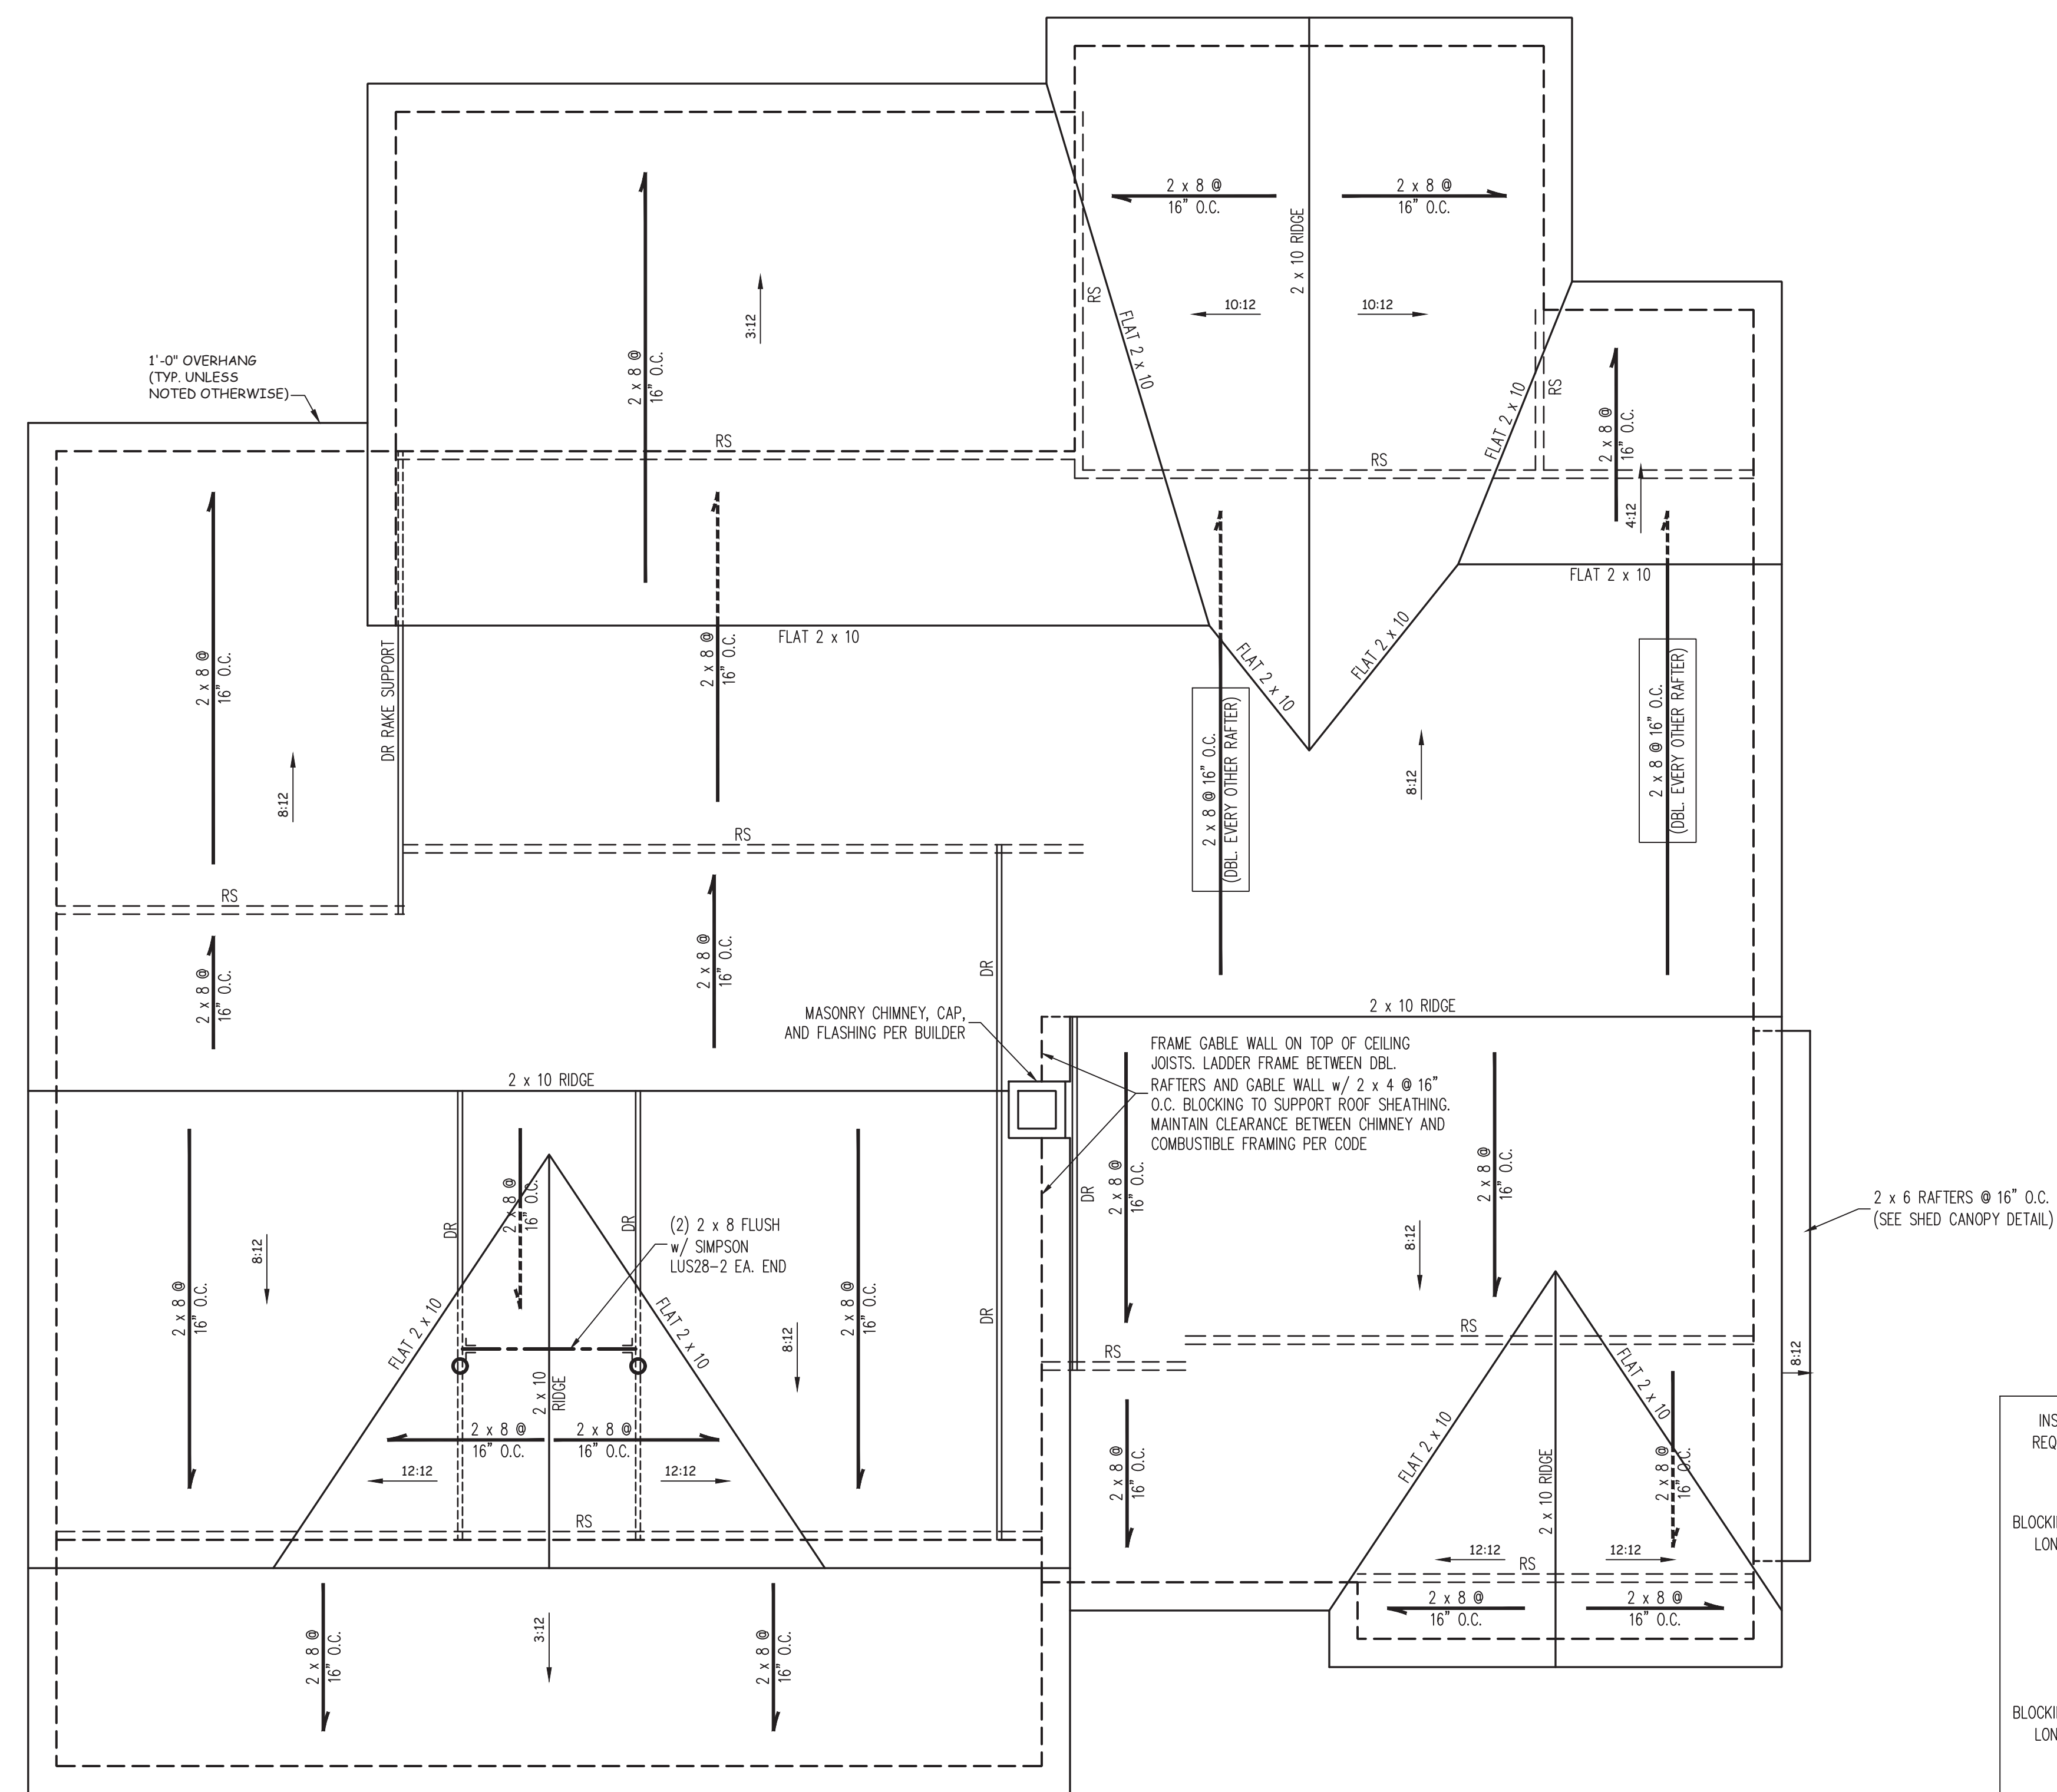 2 x 8 @
16" O.C.
2 x 8 @
16" O.C.
2 x 10 RIDGE
RS
10:12
10:12
3:12
FLAT 2 x 10
1'-0" OVERHANG
(TYP. UNLESS
NOTED OTHERWISE)
2 x 8 @
16" O.C.
RS
FLAT 2 x 10
2 x 8 @
16" O.C.
RS
RS
4:12
FLAT 2 x 10
FLAT 2 x 10
2 x 8 @
16" O.C.
DR RAKE SUPPORT
2 x 8 @
16" O.C.
FLAT 2 x 10
FLAT 2 x 10
2 x 8 @ 16" O.C.
(DBL. EVERY OTHER RAFTER)
2 x 8 @ 16" O.C.
(DBL. EVERY OTHER RAFTER)
8:12
8:12
RS
RS
2 x 8 @
16" O.C.
2 x 8 @
16" O.C.
DR
MASONRY CHIMNEY, CAP,
AND FLASHING PER BUILDER
2 x 10 RIDGE
2 x 10 RIDGE
FRAME GABLE WALL ON TOP OF CEILING
JOISTS. LADDER FRAME BETWEEN DBL.
RAFTERS AND GABLE WALL w/ 2 x 4 @ 16"
O.C. BLOCKING TO SUPPORT ROOF SHEATHING.
MAINTAIN CLEARANCE BETWEEN CHIMNEY AND
COMBUSTIBLE FRAMING PER CODE
2 x 8 @
16" O.C.
DR
DR
(2) 2 x 8 FLUSH
w/ SIMPSON
LUS28-2 EA. END
2 x 8 @
16" O.C.
DR
2 x 8 @
16" O.C.
2 x 6 RAFTERS @ 16" O.C.
(SEE SHED CANOPY DETAIL)
8:12
8:12
2 x 8 @
16" O.C.
FLAT 2 x 10
FLAT 2 x 10
2 x 8 @
16" O.C.
DR
8:12
RS
RS
8:12
2 x 10
RIDGE
FLAT 2 x 10
FLAT 2 x 10
2 x 8 @
16" O.C.
2 x 8 @
16" O.C.
12:12
12:12
2 x 8 @
16" O.C.
2 x 10 RIDGE
2 x 8 @
16" O.C.
INS
REQ
RS
BLOCKI
LON
12:12
12:12
RS
2 x 8 @
16" O.C.
2 x 8 @
16" O.C.
2 x 8 @
16" O.C.
3:12
2 x 8 @
16" O.C.
BLOCKI
LON